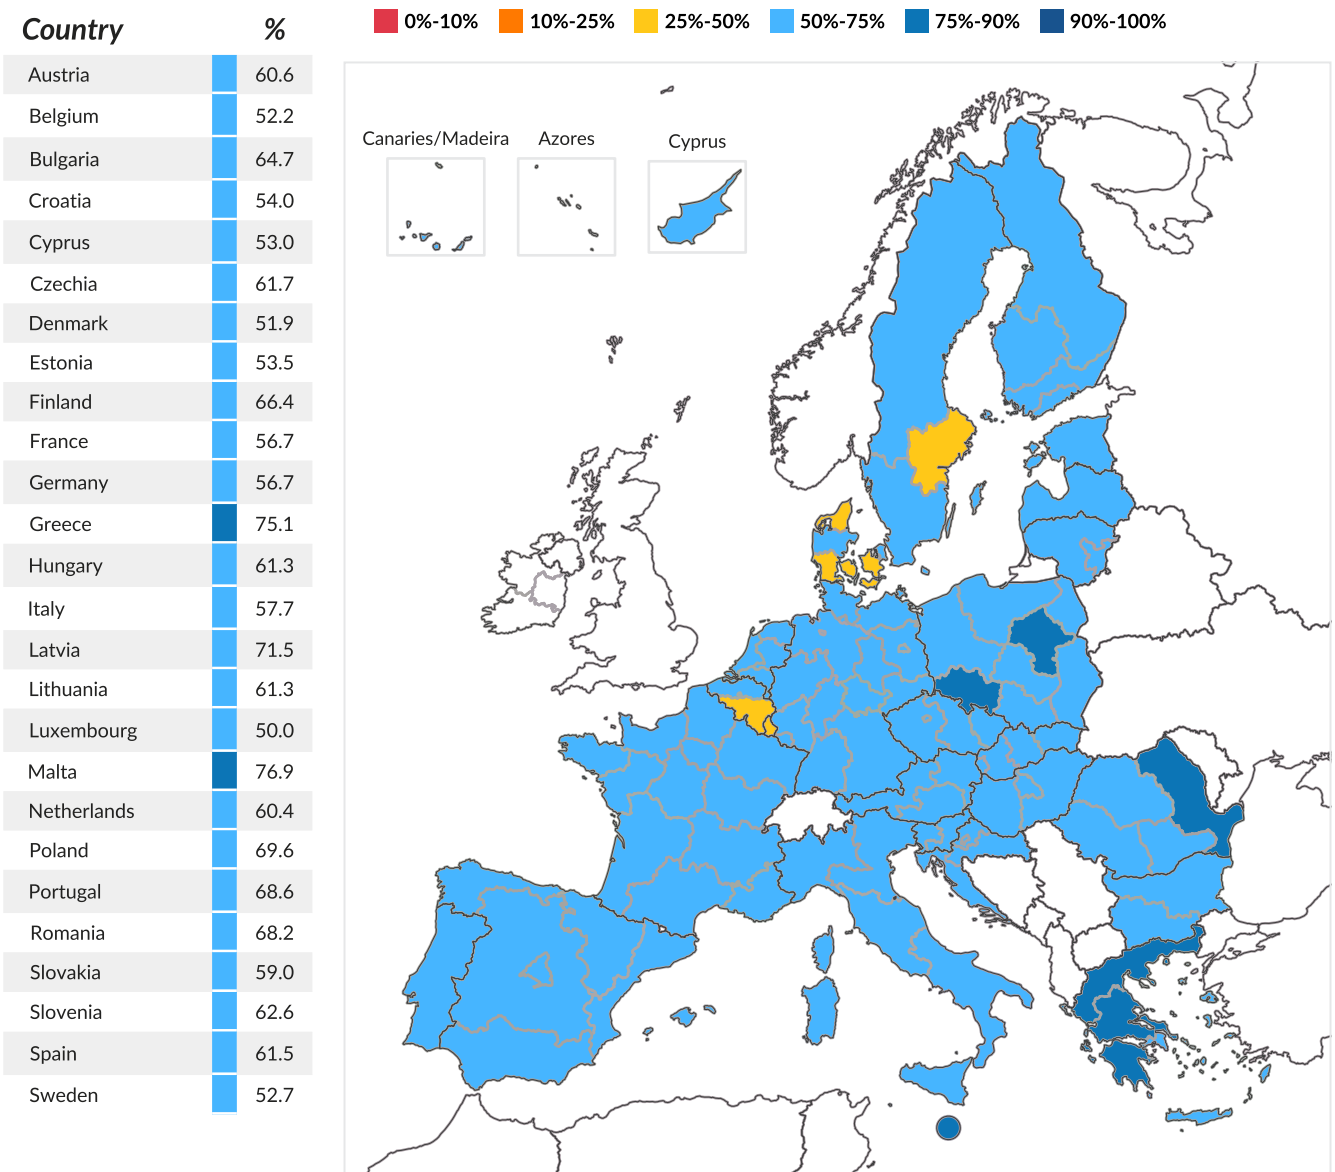 Country %
0%-10% 10%-25% 25%-50% 50%-75% 75%-90% 90%-100%
Austria 60.6
Belgium 52.2
Bulgaria 64.7
Croatia 54.0
Cyprus 53.0
Czechia 61.7
Denmark 51.9
Estonia 53.5
Finland 66.4
France 56.7
Germany 56.7
Greece 75.1
Hungary 61.3
Italy 57.7
Latvia 71.5
Lithuania 61.3
Luxembourg 50.0
Malta 76.9
Netherlands 60.4
Poland 69.6
Portugal 68.6
Romania 68.2
Slovakia 59.0
Slovenia 62.6
Spain 61.5
Sweden 52.7
Canaries/Madeira Azores Cyprus